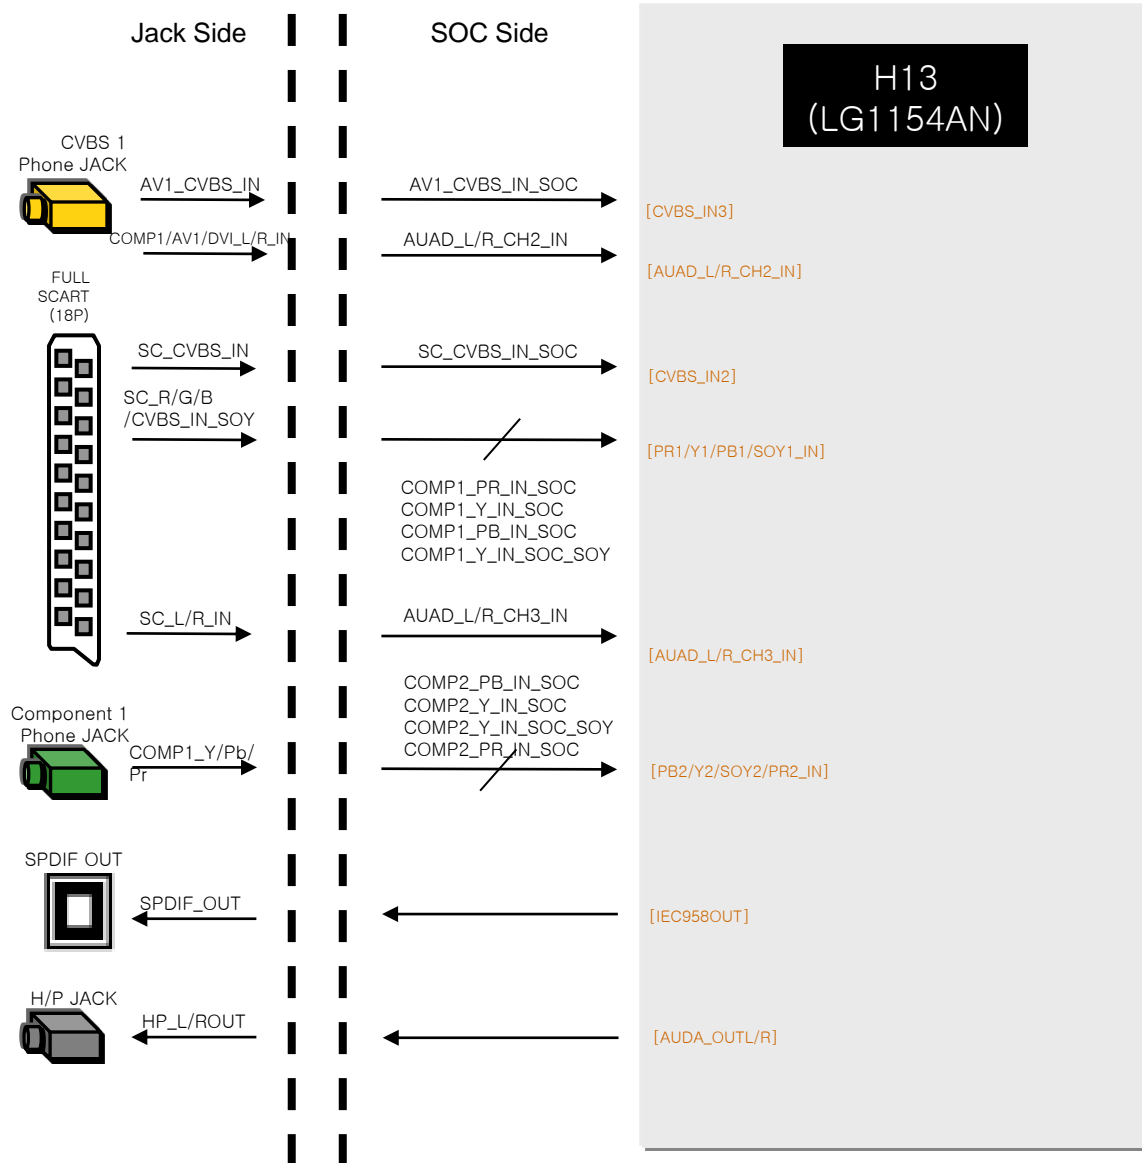 Jack Side
SOC Side
H13
(LG1154AN)
CVBS 1
Phone JACK
AV1_CVBS_IN
AV1_CVBS_IN_SOC
[CVBS_IN3]
COMP1/AV1/DVI_L/R_IN
AUAD_L/R_CH2_IN
[AUAD_L/R_CH2_IN]
FULL
SCART
(18P)
SC_CVBS_IN
SC_CVBS_IN_SOC
[CVBS_IN2]
SC_R/G/B
/CVBS_IN_SOY
[PR1/Y1/PB1/SOY1_IN]
COMP1_PR_IN_SOC
COMP1_Y_IN_SOC
COMP1_PB_IN_SOC
COMP1_Y_IN_SOC_SOY
SC_L/R_IN
AUAD_L/R_CH3_IN
[AUAD_L/R_CH3_IN]
COMP2_PB_IN_SOC
COMP2_Y_IN_SOC
COMP2_Y_IN_SOC_SOY
COMP2_PR_IN_SOC
Component 1
Phone JACK
COMP1_Y/Pb/
Pr
[PB2/Y2/SOY2/PR2_IN]
SPDIF OUT
SPDIF_OUT
[IEC958OUT]
H/P JACK
HP_L/ROUT
[AUDA_OUTL/R]